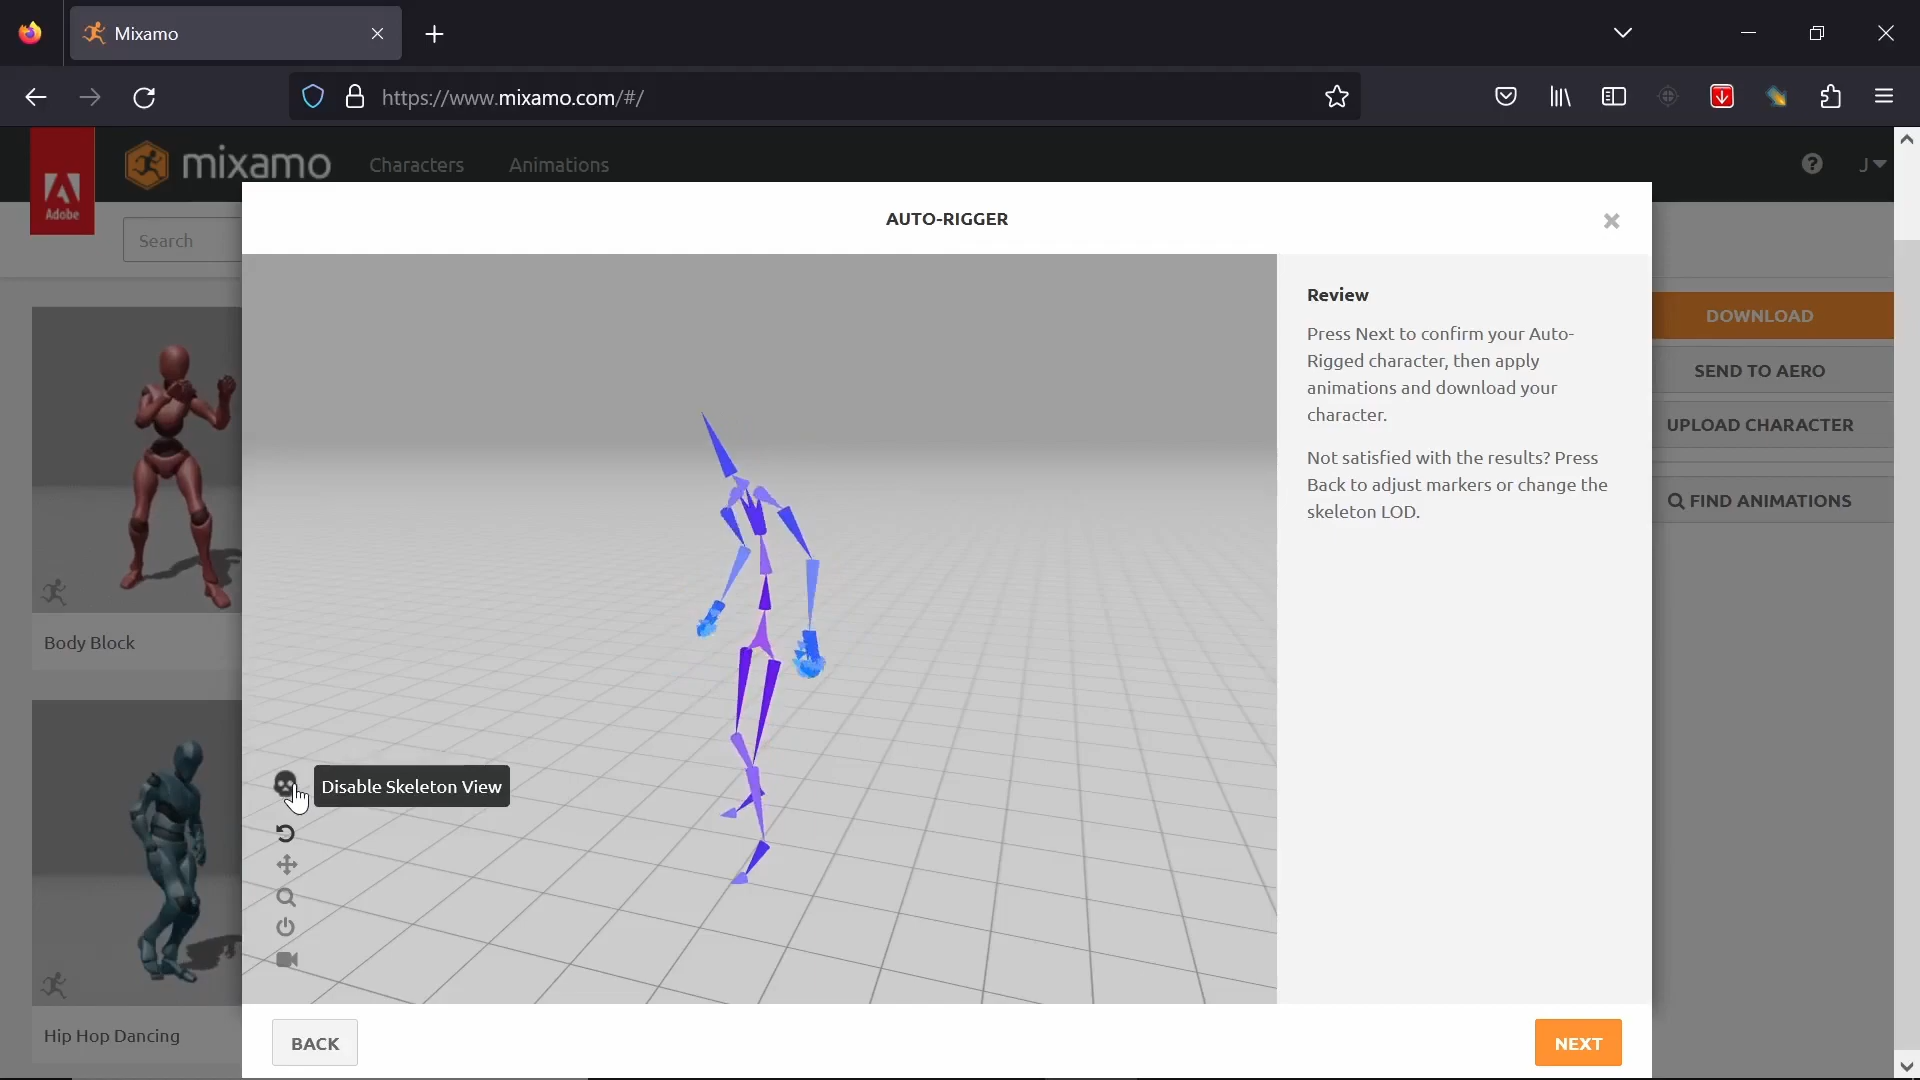 Mixamo
https://www.mixamo.com/#/
Adobe
mixamo
Characters
Animations
J
Search
AUTO-RIGGER
Review
Press Next to confirm your Auto-
Rigged character, then apply
animations and download your
character.
Not satisfied with the results? Press
Back to adjust markers or change the
skeleton LOD.
DOWNLOAD
SEND TO AERO
UPLOAD CHARACTER
FIND ANIMATIONS
Body Block
Disable Skeleton View
Hip Hop Dancing
BACK
NEXT